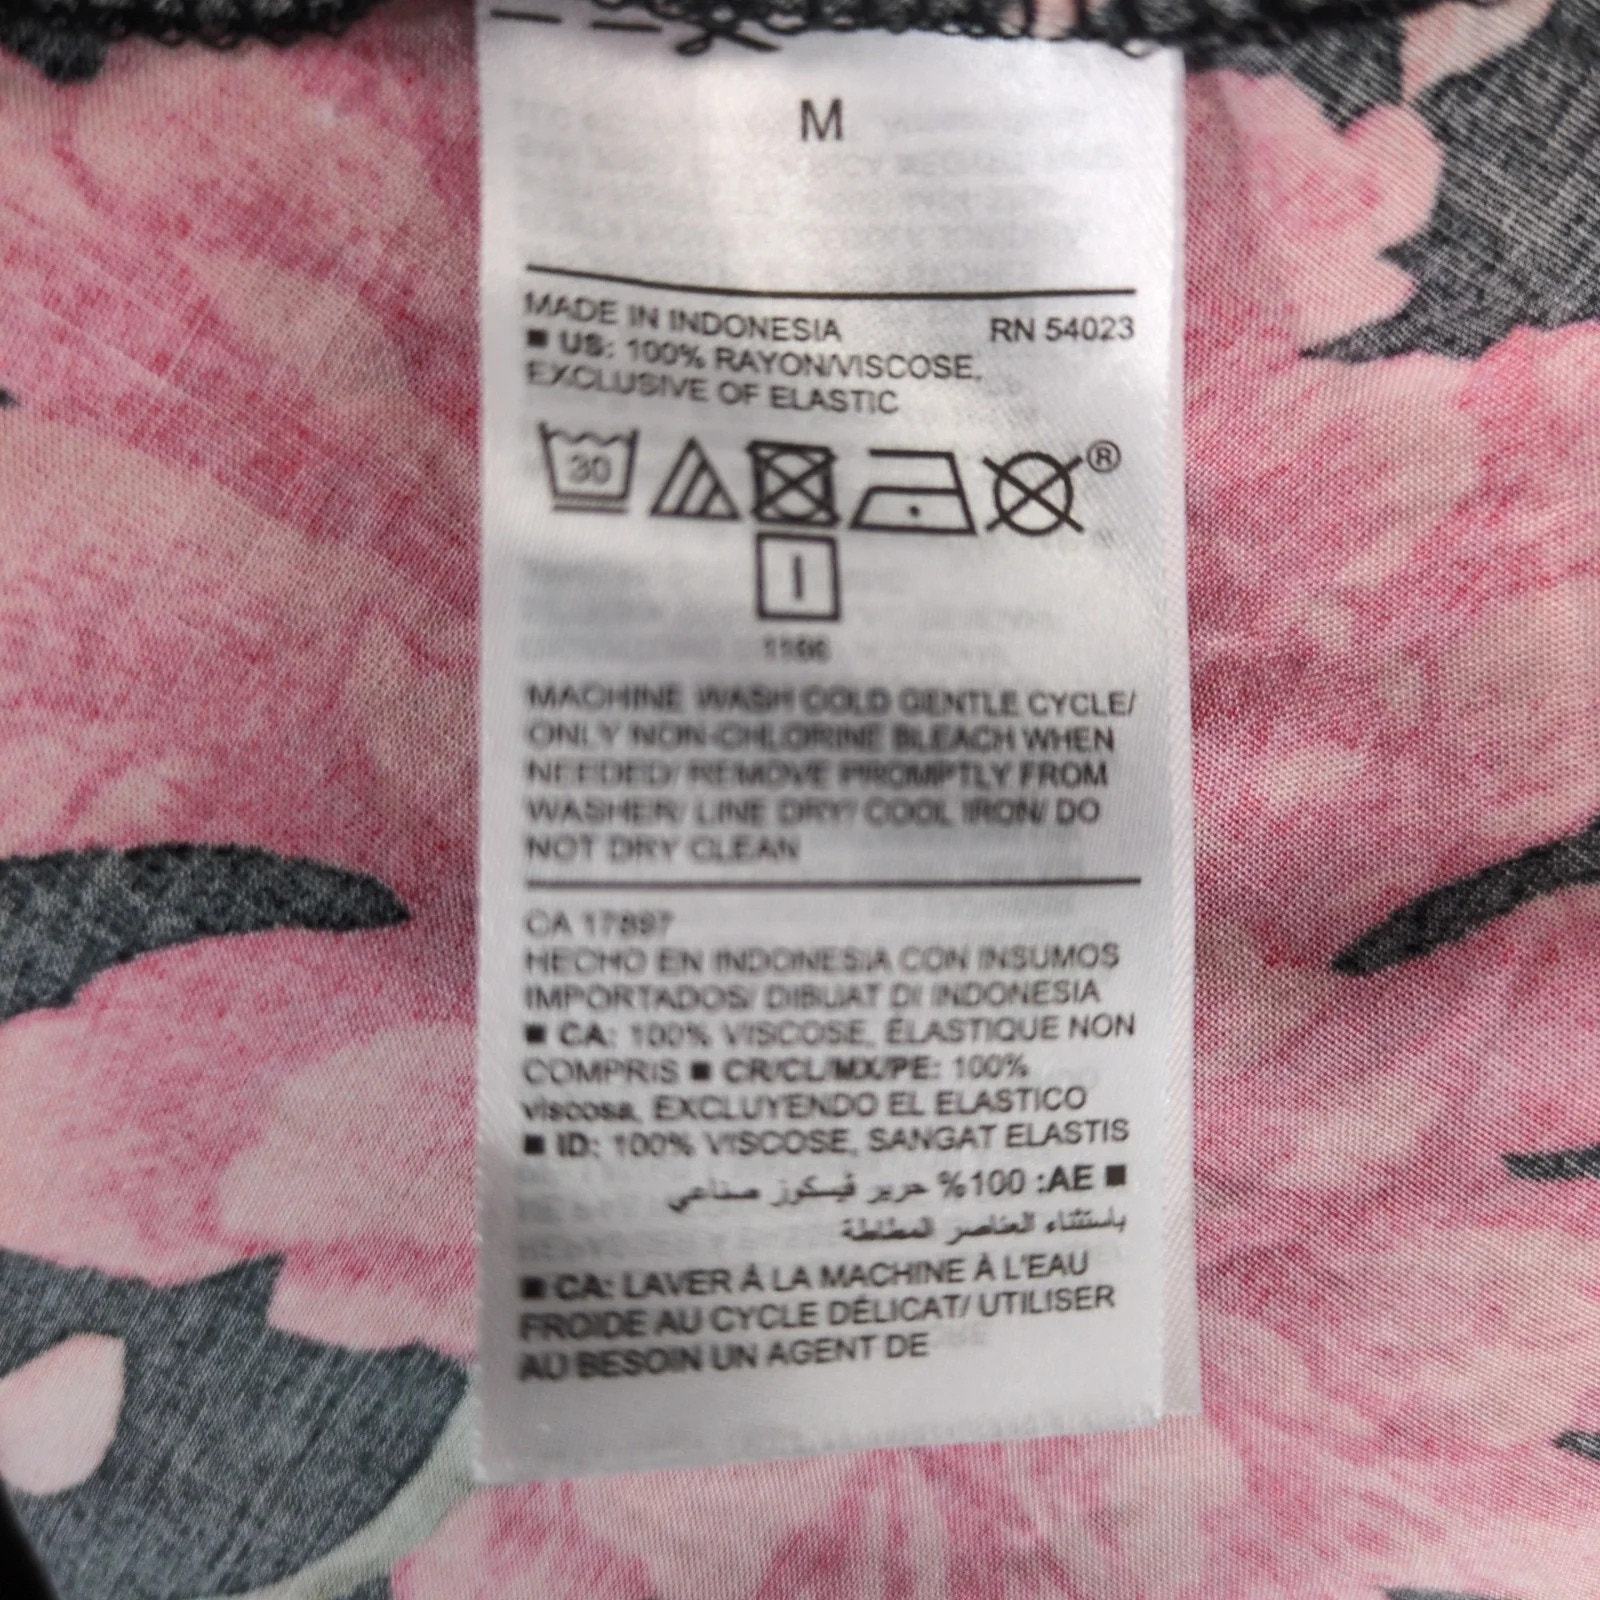 M
MADE IN INDONESIA RN 54023
■ US: 100% RAYON/VISCOSE,
EXCLUSIVE OF ELASTIC
30
®
1166
MACHINE WASH COLD GENTLE CYCLE/
ONLY NON-CHLORINE BLEACH WHEN
NEEDED/ REMOVE PROMPTLY FROM
WASHER/ LINE DRY/ COOL IRON/ DO
NOT DRY CLEAN
CA 17897
HECHO EN INDONESIA CON INSUMOS
IMPORTADOS/ DIBUAT DI INDONESIA
■ CA: 100% VISCOSE, ÉLASTIQUE NON
COMPRIS ■ CR/CL/MX/PE: 100%
viscosa, EXCLUYENDO EL ELASTICO
■ ID: 100% VISCOSE, SANGAT ELASTIS
■ AE: 100% حرير فيسكوز صناعي
باستثناء العناصر المطاطة
■ CA: LAVER À LA MACHINE À L'EAU
FROIDE AU CYCLE DÉLICAT/ UTILISER
AU BESOIN UN AGENT DE